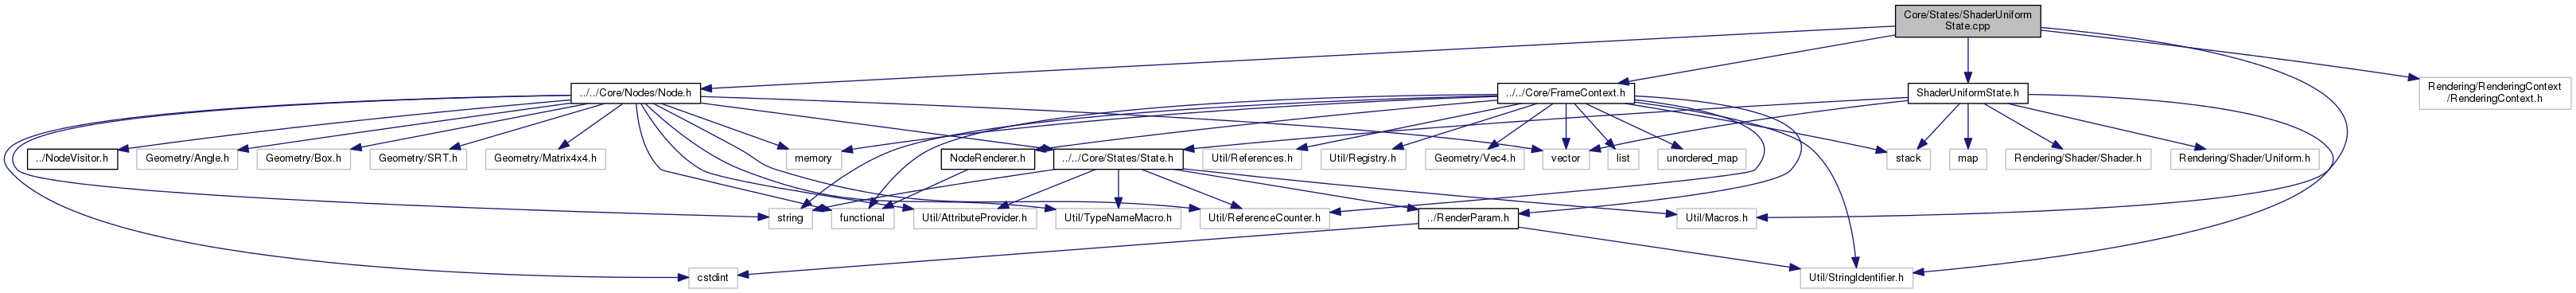 Core/States/ShaderUniform
State.cpp
../../Core/Nodes/Node.h
../../Core/FrameContext.h
ShaderUniformState.h
Rendering/RenderingContext
/RenderingContext.h
../NodeVisitor.h
Geometry/Angle.h
Geometry/Box.h
Geometry/SRT.h
Geometry/Matrix4x4.h
memory
NodeRenderer.h
../../Core/States/State.h
Util/References.h
Util/Registry.h
Geometry/Vec4.h
vector
list
unordered_map
stack
map
Rendering/Shader/Shader.h
Rendering/Shader/Uniform.h
string
functional
Util/AttributeProvider.h
Util/TypeNameMacro.h
Util/ReferenceCounter.h
../RenderParam.h
Util/Macros.h
cstdint
Util/StringIdentifier.h